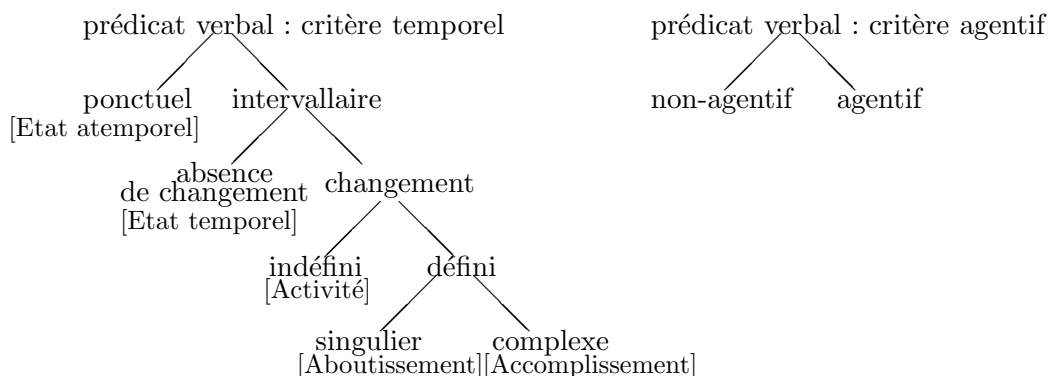 prédicat verbal : critère temporel
prédicat verbal : critère agentif
ponctuel
intervallaire
non-agentif
agentif
[Etat atemporel]
absence
de changement
changement
[Etat temporel]
indéfini
défini
[Activité]
singulier
complexe
[Aboutissement]
[Accomplissement]